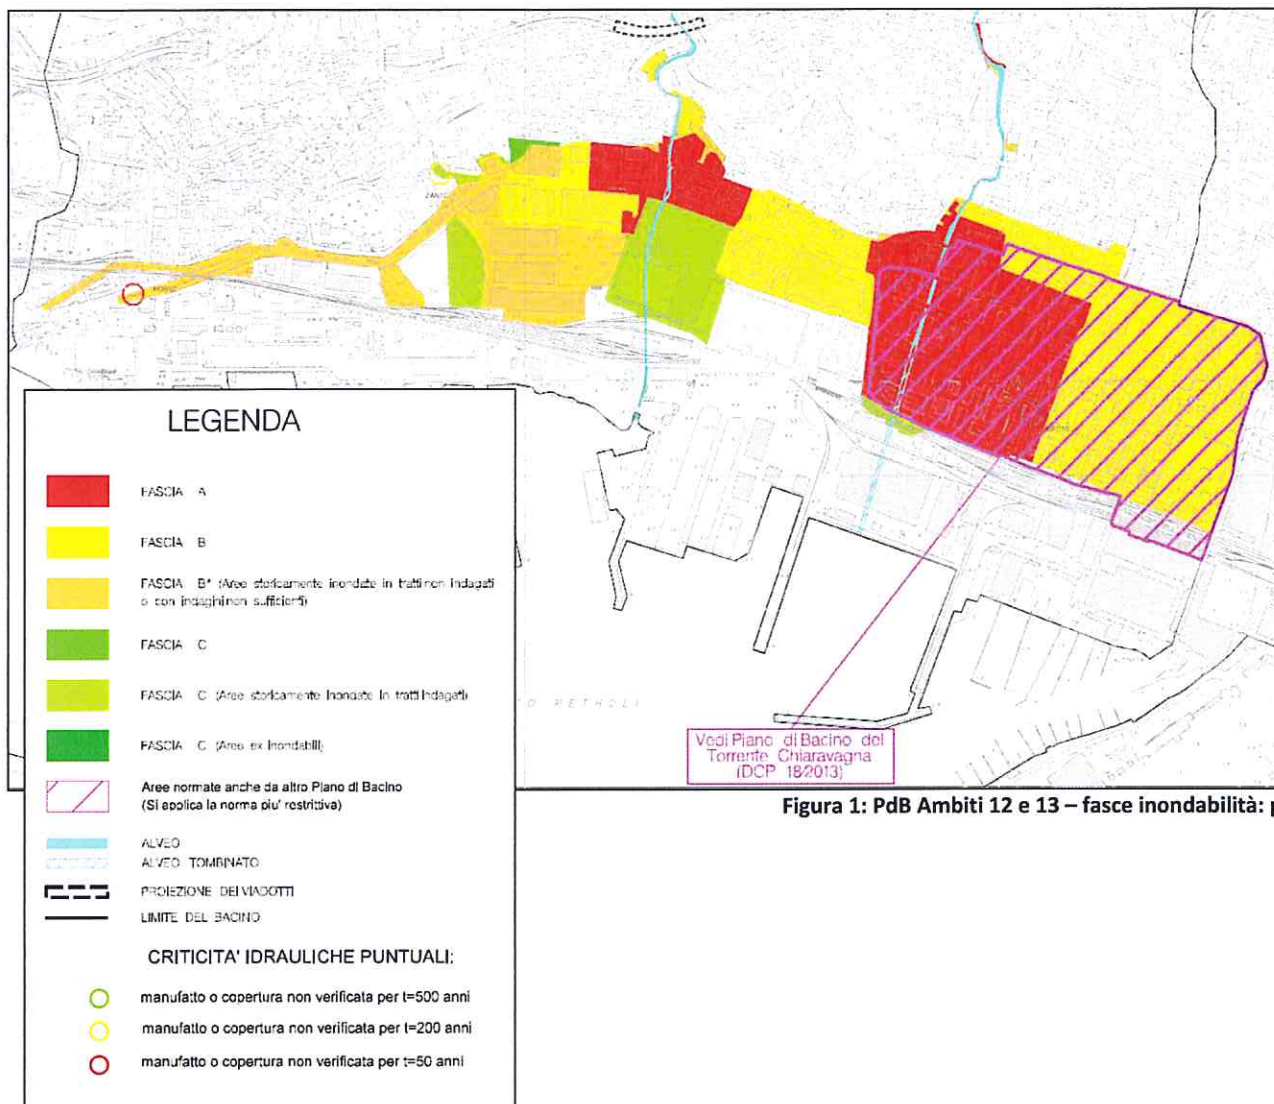 LEGENDA
FASCIA A
FASCIA B
FASCIA B* (Aree storicamente inondate in tratti non indagati
o con indagini non sufficienti)
FASCIA C
FASCIA C (Aree storicamente inondate in tratti indagati)
FASCIA C (Aree ex inondabili)
Aree normate anche da altro Piano di Bacino
(Si applica la norma piu' restrittiva)
ALVEO
ALVEO TOMBINATO
PROIEZIONE DEI VIADOTTI
LIMITE DEL BACINO
CRITICITA' IDRAULICHE PUNTUALI:
manufatto o copertura non verificata per t=500 anni
manufatto o copertura non verificata per t=200 anni
manufatto o copertura non verificata per t=50 anni
O PETROLI
Vedi Piano di Bacino del
Torrente Chiaravagna
(DCP 18/2013)
Figura 1: PdB Ambiti 12 e 13 – fasce inondabilità: